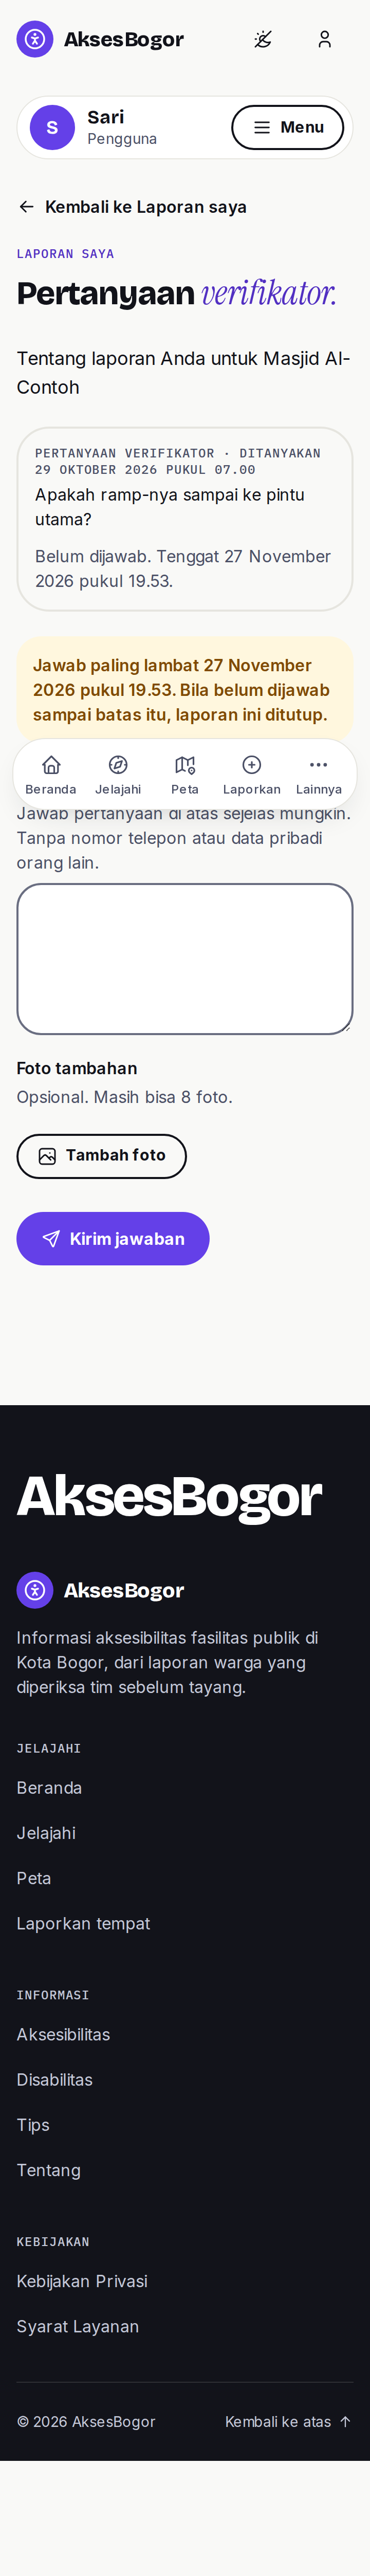 AksesBogor
S
Sari
Pengguna
Menu
Kembali ke Laporan saya
LAPORAN SAYA
Pertanyaan verifikator.
Tentang laporan Anda untuk Masjid Al-
Contoh
PERTANYAAN VERIFIKATOR · DITANYAKAN
29 OKTOBER 2026 PUKUL 07.00
Apakah ramp-nya sampai ke pintu
utama?
Belum dijawab. Tenggat 27 November
2026 pukul 19.53.
Jawab paling lambat 27 November
2026 pukul 19.53. Bila belum dijawab
sampai batas itu, laporan ini ditutup.
Beranda
Jelajahi
Peta
Laporkan
Lainnya
Jawab pertanyaan di atas sejelas mungkin.
Tanpa nomor telepon atau data pribadi
orang lain.
Foto tambahan
Opsional. Masih bisa 8 foto.
Tambah foto
Kirim jawaban
AksesBogor
AksesBogor
Informasi aksesibilitas fasilitas publik di
Kota Bogor, dari laporan warga yang
diperiksa tim sebelum tayang.
JELAJAHI
Beranda
Jelajahi
Peta
Laporkan tempat
INFORMASI
Aksesibilitas
Disabilitas
Tips
Tentang
KEBIJAKAN
Kebijakan Privasi
Syarat Layanan
© 2026 AksesBogor
Kembali ke atas ↑